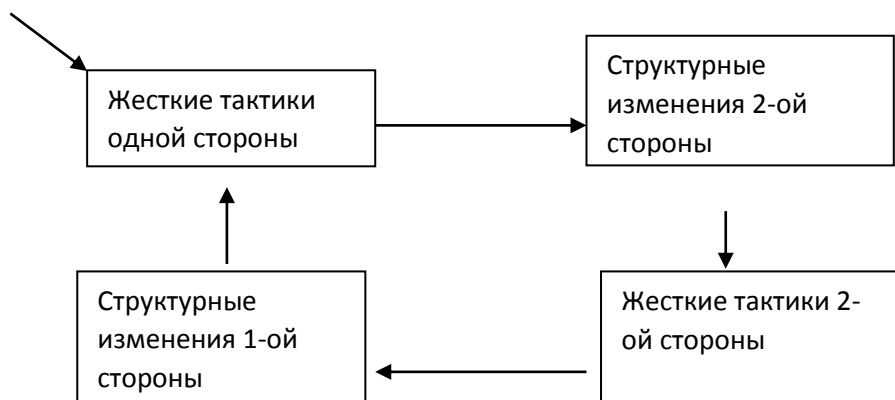 Жесткие тактики
одной стороны
Структурные
изменения 2-ой
стороны
Структурные
изменения 1-ой
стороны
Жесткие тактики 2-
ой стороны